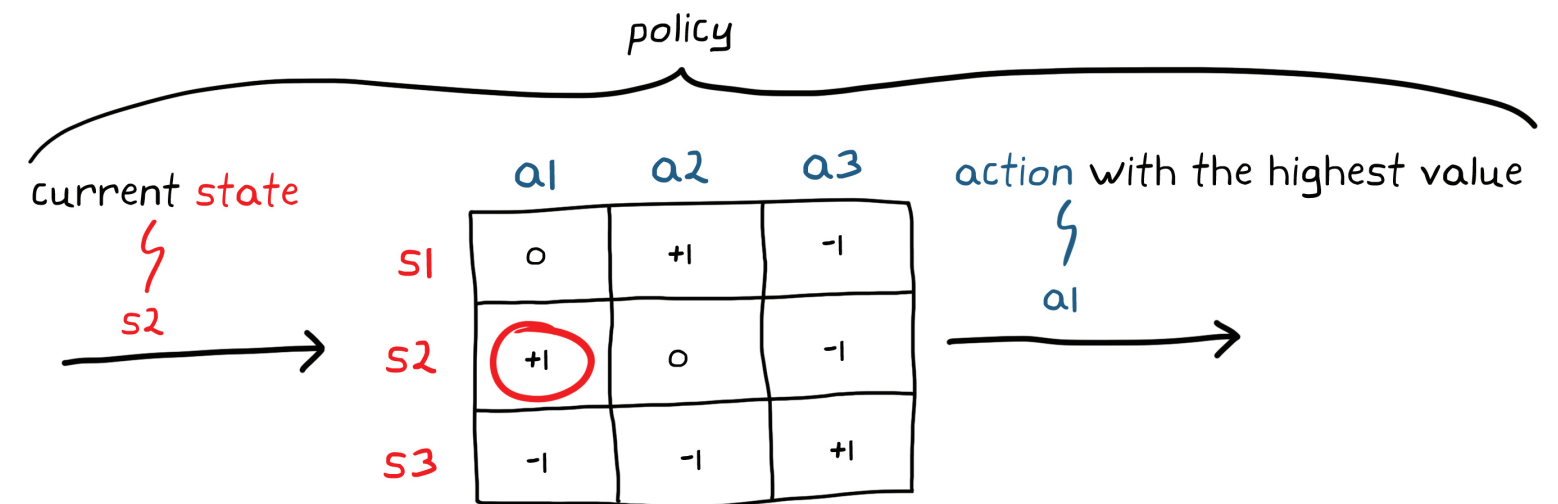 policy
current state
s2
a1 a2 a3
s1 0 +1 -1
s2 +1 0 -1
s3 -1 -1 +1
action with the highest value
a1